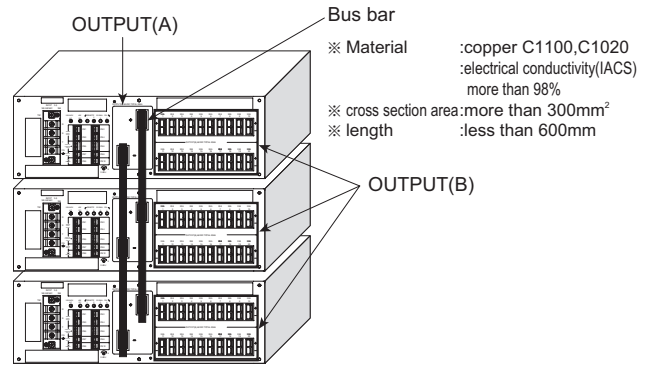 OUTPUT(A)
Bus bar
※ Material :copper C1100,C1020
:electrical conductivity(IACS)
more than 98%
※ cross section area:more than 300mm²
※ length :less than 600mm
OUTPUT(B)